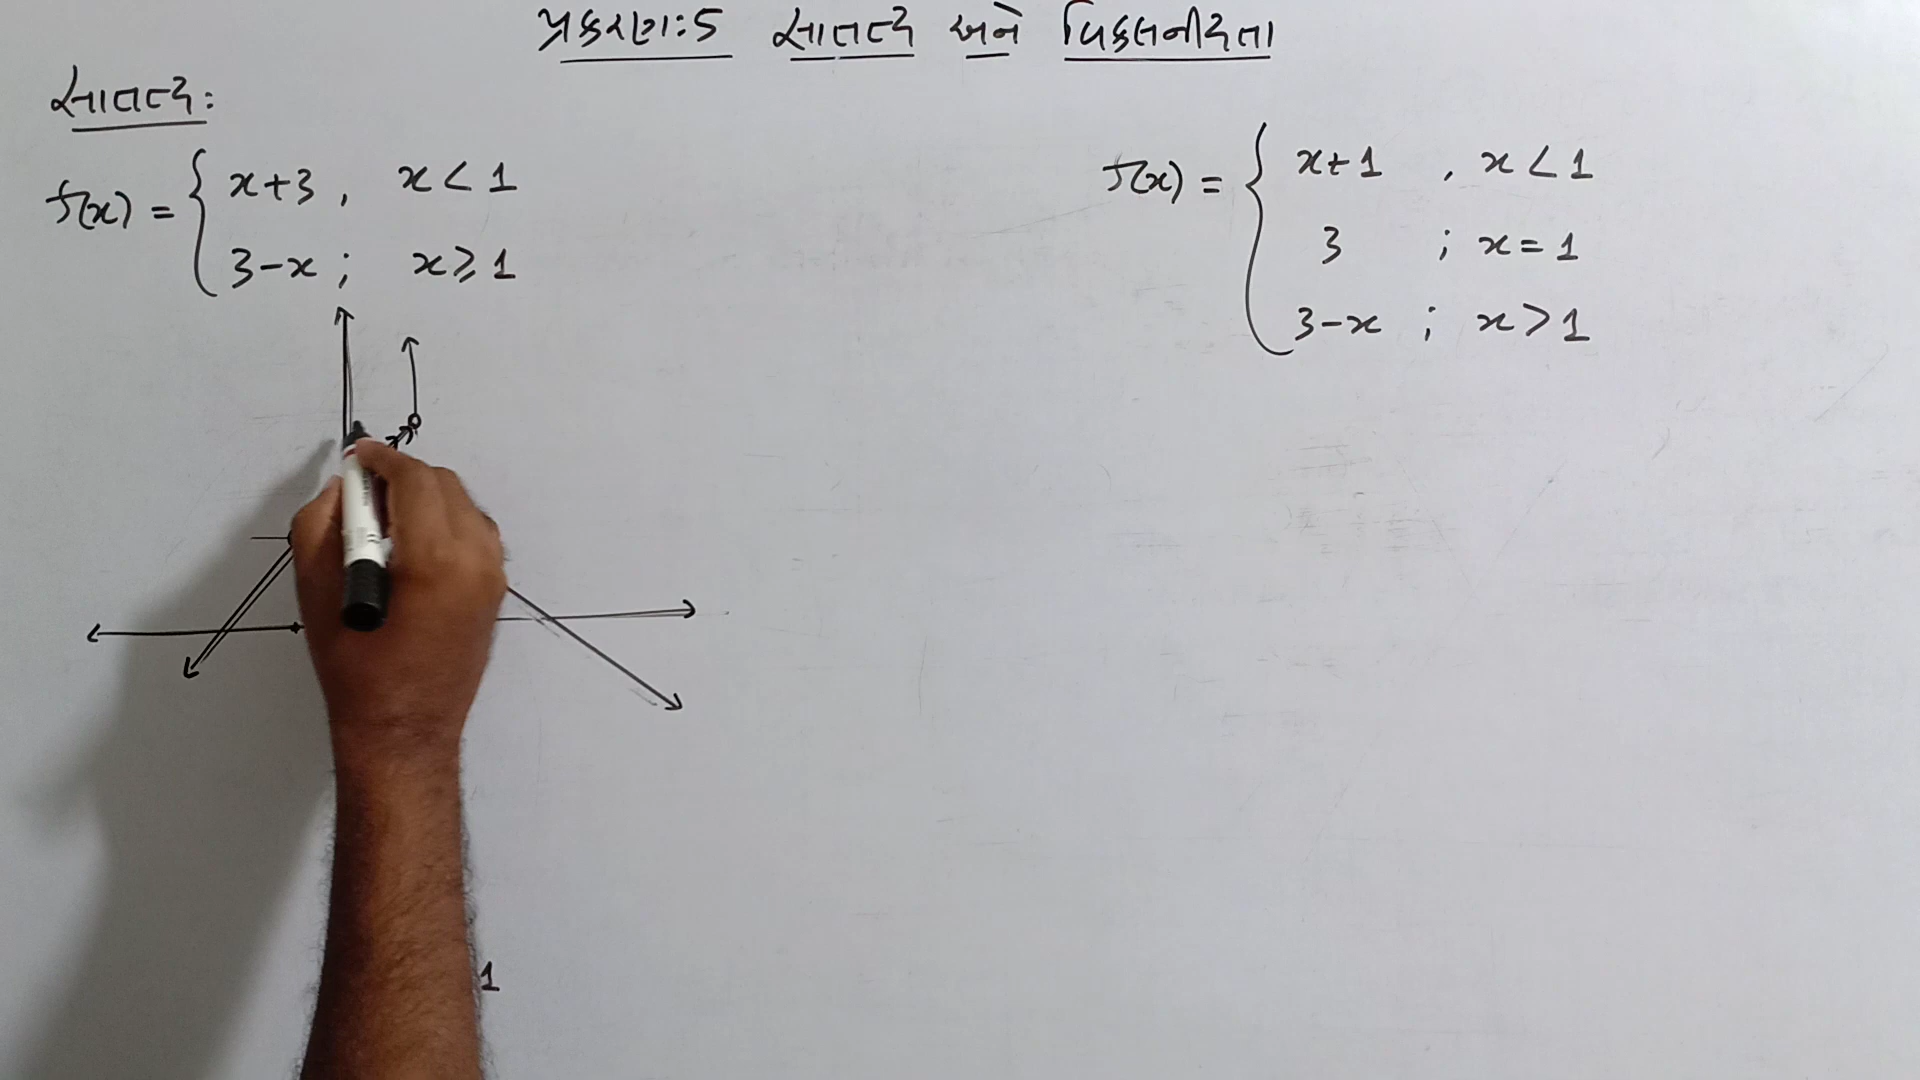 પ્રકરણ:5 સાતત્ય અને વિકલનીયતા
સાતત્ય:
f(x) = { x+3 , x < 1
3-x ; x ≥ 1
f(x) = { x+1 , x < 1
3 ; x = 1
3-x ; x > 1
1